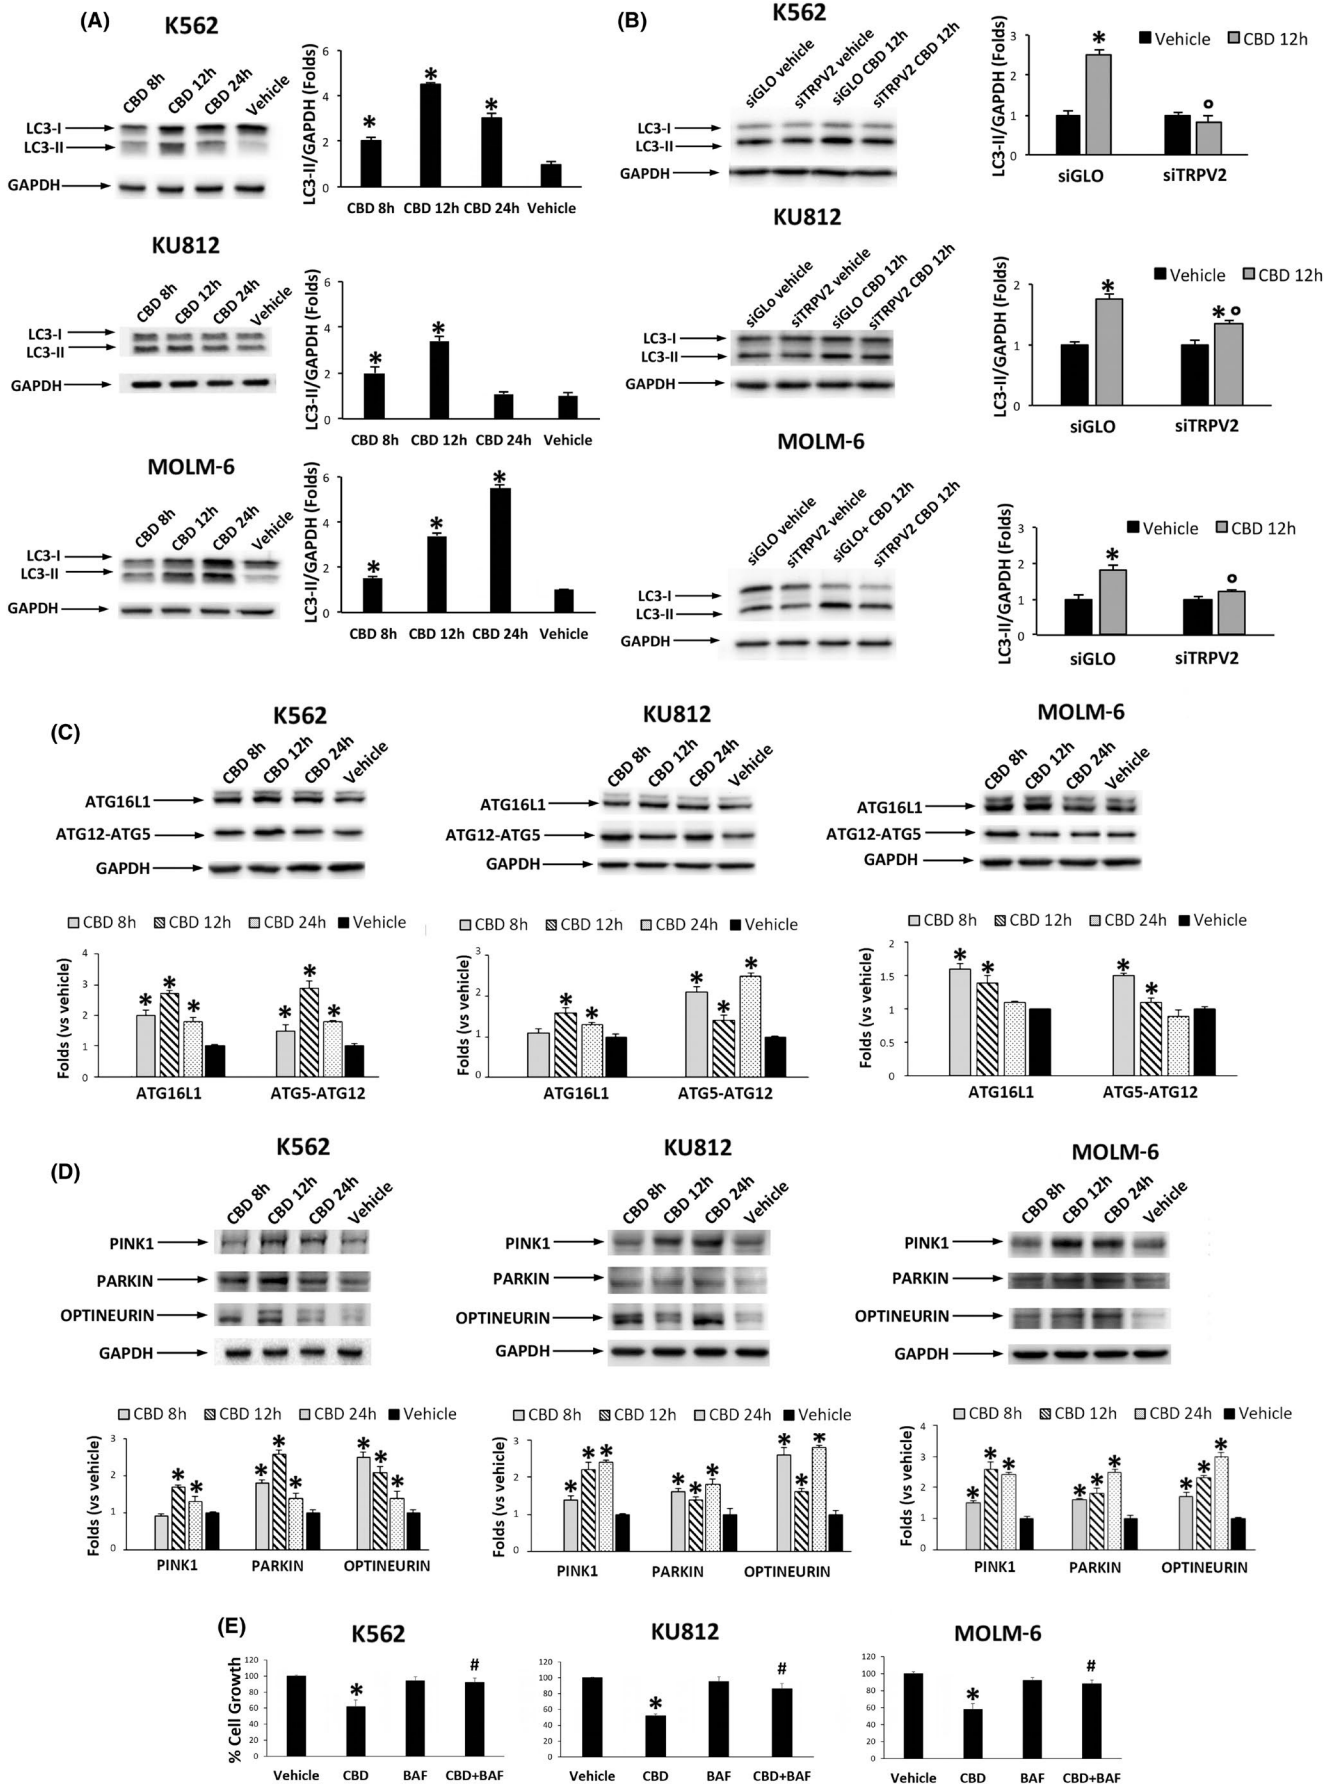 (A)
K562
CBD 8h
CBD 12h
CBD 24h
Vehicle
LC3-I
LC3-II
GAPDH
LC3-II/GAPDH (Folds)
6
4
2
0
*
*
*
CBD 8h CBD 12h CBD 24h Vehicle
KU812
CBD 8h
CBD 12h
CBD 24h
Vehicle
LC3-I
LC3-II
GAPDH
LC3-II/GAPDH (Folds)
6
4
2
0
*
*
CBD 8h CBD 12h CBD 24h Vehicle
MOLM-6
CBD 8h
CBD 12h
CBD 24h
Vehicle
LC3-I
LC3-II
GAPDH
LC3-II/GAPDH (Folds)
6
4
2
0
*
*
*
CBD 8h CBD 12h CBD 24h Vehicle
(B)
K562
siGLO vehicle
siTRPV2 vehicle
siGLO CBD 12h
siTRPV2 CBD 12h
LC3-I
LC3-II
GAPDH
LC3-II/GAPDH (Folds)
3
2
1
0
Vehicle CBD 12h
*
o
siGLO siTRPV2
KU812
siGLo vehicle
siTRPV2 vehicle
siGLO CBD 12h
siTRPV2 CBD 12h
LC3-I
LC3-II
GAPDH
LC3-II/GAPDH (Folds)
2
1
0
Vehicle CBD 12h
*
* o
siGLO siTRPV2
MOLM-6
siGLO vehicle
siTRPV2 vehicle
siGLO+ CBD 12h
siTRPV2 CBD 12h
LC3-I
LC3-II
GAPDH
LC3-II/GAPDH (Folds)
3
2
1
0
Vehicle CBD 12h
*
o
siGLO siTRPV2
(C)
K562
CBD 8h
CBD 12h
CBD 24h
Vehicle
ATG16L1
ATG12-ATG5
GAPDH
CBD 8h CBD 12h CBD 24h Vehicle
Folds (vs vehicle)
4
3
2
1
0
* * * * * *
ATG16L1 ATG5-ATG12
KU812
CBD 8h
CBD 12h
CBD 24h
Vehicle
ATG16L1
ATG12-ATG5
GAPDH
CBD 8h CBD 12h CBD 24h Vehicle
Folds (vs vehicle)
3
2
1
0
* * * * *
ATG16L1 ATG5-ATG12
MOLM-6
CBD 8h
CBD 12h
CBD 24h
Vehicle
ATG16L1
ATG12-ATG5
GAPDH
CBD 8h CBD 12h CBD 24h Vehicle
Folds (vs vehicle)
2
1.5
1
0.5
0
* * * *
ATG16L1 ATG5-ATG12
(D)
K562
CBD 8h
CBD 12h
CBD 24h
Vehicle
PINK1
PARKIN
OPTINEURIN
GAPDH
CBD 8h CBD 12h CBD 24h Vehicle
Folds (vs vehicle)
3
2
1
0
* * * * * * * *
PINK1 PARKIN OPTINEURIN
KU812
CBD 8h
CBD 12h
CBD 24h
Vehicle
PINK1
PARKIN
OPTINEURIN
GAPDH
CBD 8h CBD 12h CBD 24h Vehicle
Folds (vs vehicle)
3
2
1
0
* * * * * * * * *
PINK1 PARKIN OPTINEURIN
MOLM-6
CBD 8h
CBD 12h
CBD 24h
Vehicle
PINK1
PARKIN
OPTINEURIN
GAPDH
CBD 8h CBD 12h CBD 24h Vehicle
Folds (vs vehicle)
4
3
2
1
0
* * * * * * * * *
PINK1 PARKIN OPTINEURIN
(E)
K562
% Cell Growth
120
100
80
60
40
20
0
*
#
Vehicle CBD BAF CBD+BAF
KU812
120
100
80
60
40
20
0
*
#
Vehicle CBD BAF CBD+BAF
MOLM-6
120
100
80
60
40
20
0
*
#
Vehicle CBD BAF CBD+BAF